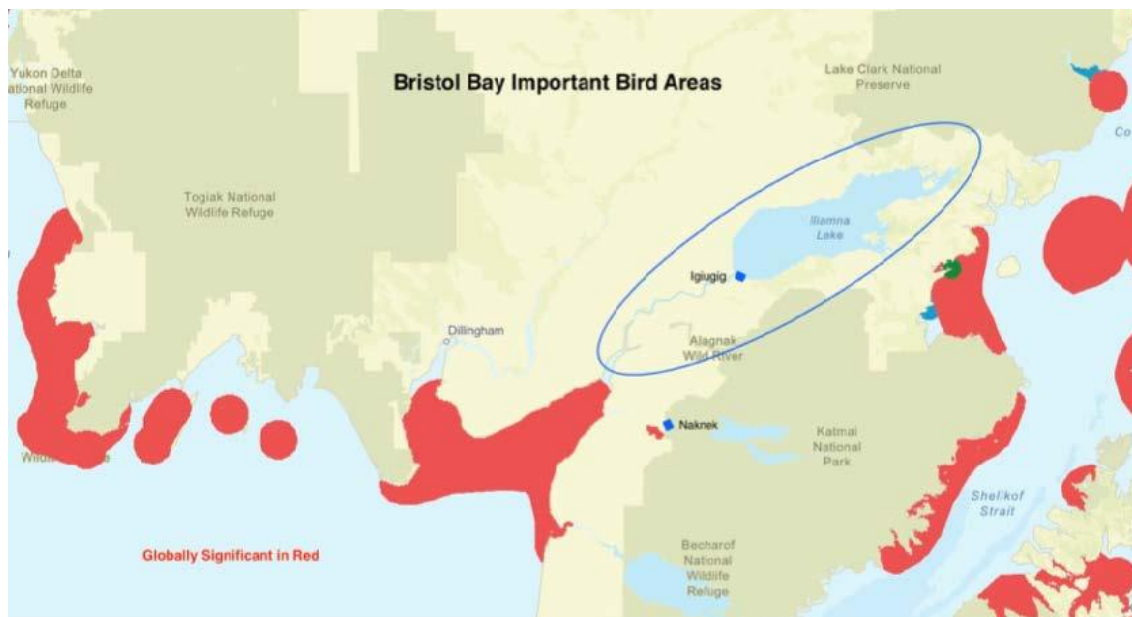 Bristol Bay Important Bird Areas
Yukon Delta
National Wildlife
Refuge
Lake Clark National
Preserve
Co
Togiak National
Wildlife Refuge
Iliamna
Lake
Igiugig
Dillingham
Alagnak
Wild River
Naknek
Katmai
National
Park
Shelikof
Strait
Globally Significant in Red
Becharof
National
Wildlife
Refuge